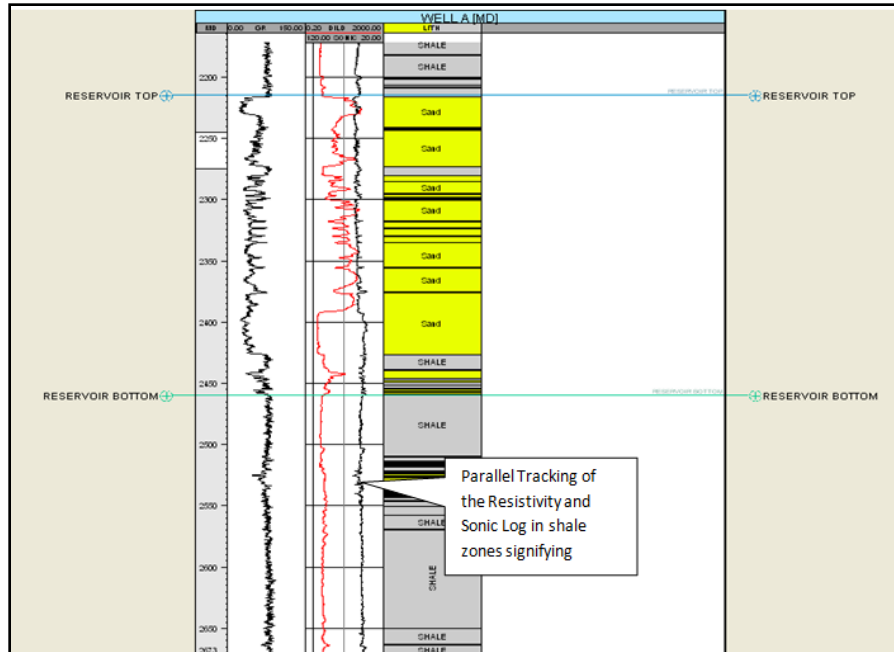 WELL A [MD]
MD 0.00 GR 150.00 0.20 DILD 2000.00 LITH
120.00 SONIC 20.00
SHALE
SHALE
2200
RESERVOIR TOP RESERVOIR TOP RESERVOIR TOP
Sand
2250
Sand
Sand
2300
Sand
2350
Sand
Sand
2400
Sand
SHALE
2450
RESERVOIR BOTTOM RESERVOIR BOTTOM RESERVOIR BOTTOM
SHALE
2500
Parallel Tracking of
the Resistivity and
Sonic Log in shale
zones signifying
2550
SHALE
2600
SHALE
2650
SHALE
2673
SHALE